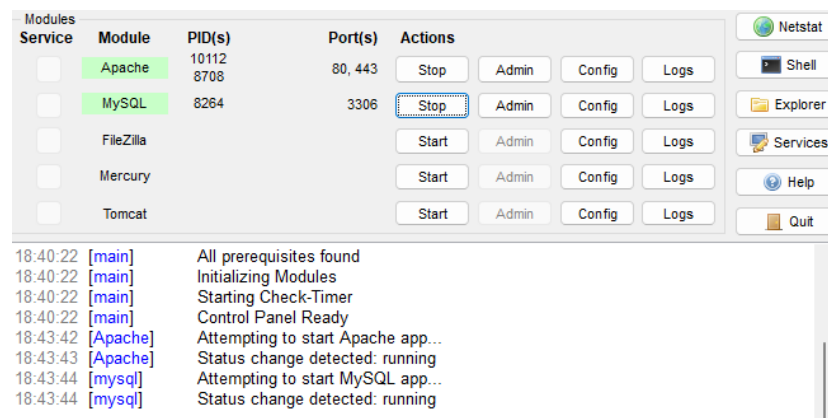 Modules
Service Module PID(s) Port(s) Actions
Apache 10112 8708 80, 443 Stop Admin Config Logs
MySQL 8264 3306 Stop Admin Config Logs
FileZilla Start Admin Config Logs
Mercury Start Admin Config Logs
Tomcat Start Admin Config Logs
Netstat
Shell
Explorer
Services
Help
Quit
18:40:22 [main] All prerequisites found
18:40:22 [main] Initializing Modules
18:40:22 [main] Starting Check-Timer
18:40:22 [main] Control Panel Ready
18:43:42 [Apache] Attempting to start Apache app...
18:43:43 [Apache] Status change detected: running
18:43:44 [mysql] Attempting to start MySQL app...
18:43:44 [mysql] Status change detected: running